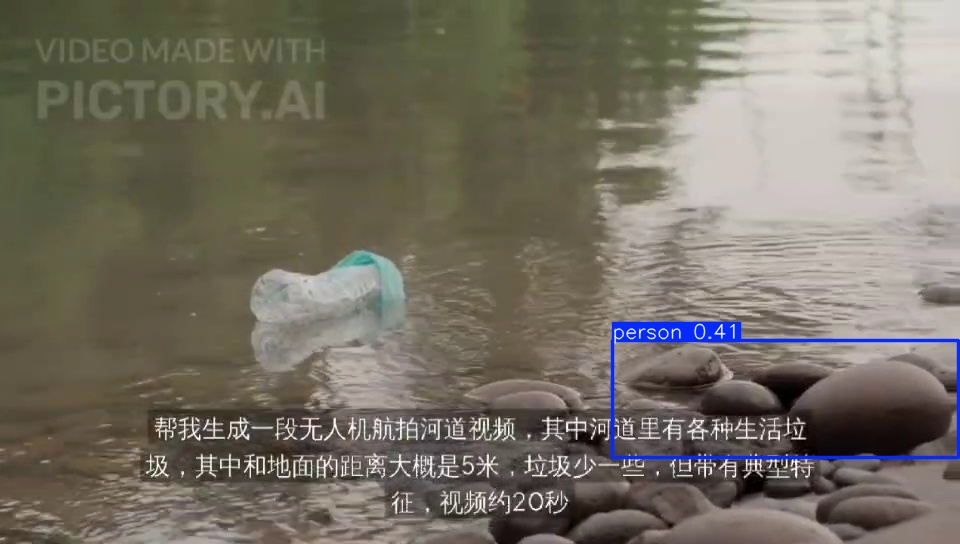 VIDEO MADE WITH
PICTORY.AI
person 0.41
帮我生成一段无人机航拍河道视频，其中河道里有各种生活垃
圾，其中和地面的距离大概是5米，垃圾少一些，但带有典型特
征，视频约20秒